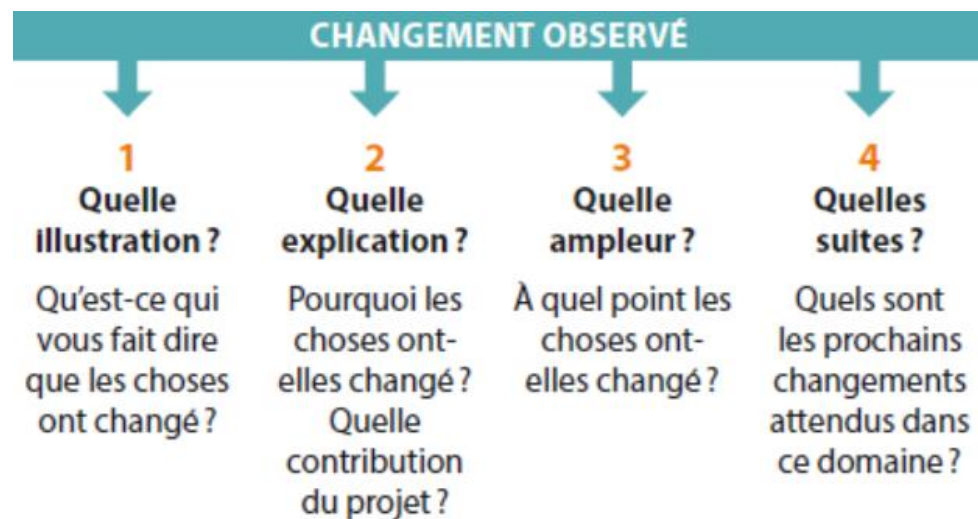 CHANGEMENT OBSERVÉ
1
Quelle
illustration ?
Qu’est-ce qui
vous fait dire
que les choses
ont changé ?
2
Quelle
explication ?
Pourquoi les
choses ont-
elles changé ?
Quelle
contribution
du projet ?
3
Quelle
ampleur ?
À quel point les
choses ont-
elles changé ?
4
Quelles
suites ?
Quels sont
les prochains
changements
attendus dans
ce domaine ?